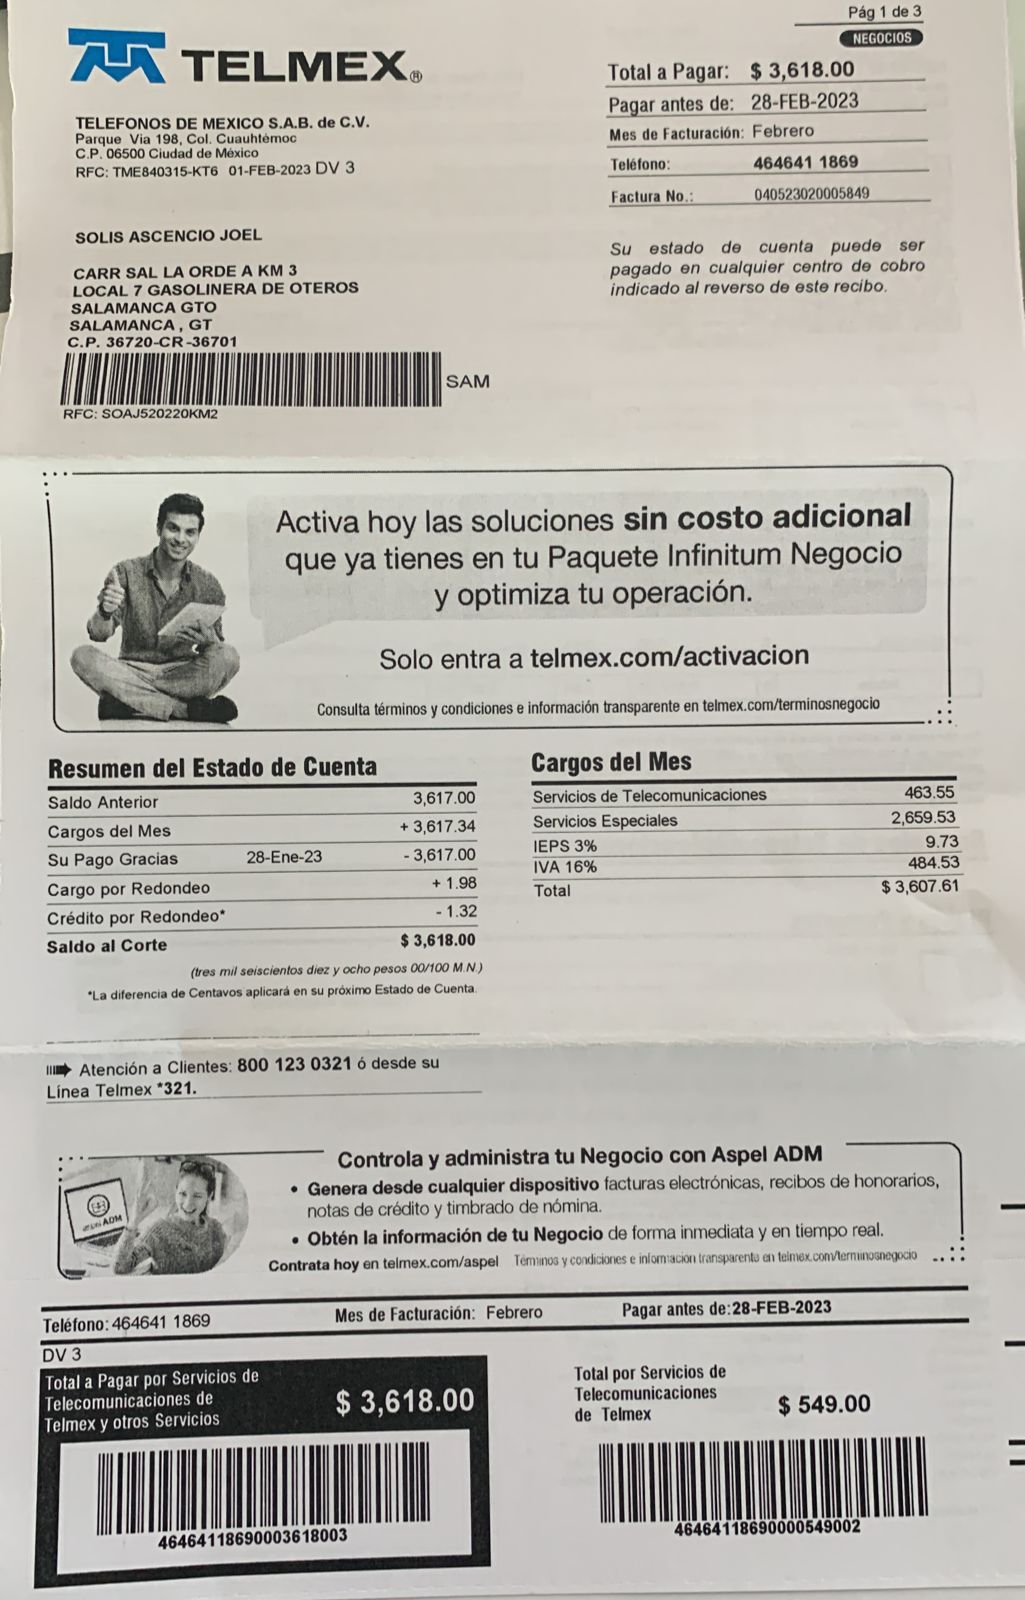 Pág 1 de 3
NEGOCIOS
TELMEX®
Total a Pagar: $ 3,618.00
Pagar antes de: 28-FEB-2023
Mes de Facturación: Febrero
Teléfono: 464641 1869
Factura No.: 040523020005849
TELEFONOS DE MEXICO S.A.B. de C.V.
Parque Via 198, Col. Cuauhtémoc
C.P. 06500 Ciudad de México
RFC: TME840315-KT6 01-FEB-2023 DV 3
SOLIS ASCENCIO JOEL
CARR SAL LA ORDE A KM 3
LOCAL 7 GASOLINERA DE OTEROS
SALAMANCA GTO
SALAMANCA , GT
C.P. 36720-CR-36701
SAM
RFC: SOAJ520220KM2
Su estado de cuenta puede ser
pagado en cualquier centro de cobro
indicado al reverso de este recibo.
Activa hoy las soluciones sin costo adicional
que ya tienes en tu Paquete Infinitum Negocio
y optimiza tu operación.
Solo entra a telmex.com/activacion
Consulta términos y condiciones e información transparente en telmex.com/terminosnegocio
Resumen del Estado de Cuenta
Saldo Anterior 3,617.00
Cargos del Mes + 3,617.34
Su Pago Gracias 28-Ene-23 - 3,617.00
Cargo por Redondeo + 1.98
Crédito por Redondeo* - 1.32
Saldo al Corte $ 3,618.00
(tres mil seiscientos diez y ocho pesos 00/100 M.N.)
*La diferencia de Centavos aplicará en su próximo Estado de Cuenta.
Cargos del Mes
Servicios de Telecomunicaciones 463.55
Servicios Especiales 2,659.53
IEPS 3% 9.73
IVA 16% 484.53
Total $ 3,607.61
Atención a Clientes: 800 123 0321 ó desde su
Línea Telmex *321.
ADM
Controla y administra tu Negocio con Aspel ADM
• Genera desde cualquier dispositivo facturas electrónicas, recibos de honorarios,
notas de crédito y timbrado de nómina.
• Obtén la información de tu Negocio de forma inmediata y en tiempo real.
Contrata hoy en telmex.com/aspel Términos y condiciones e información transparente en telmex.com/terminosnegocio
Teléfono: 464641 1869 Mes de Facturación: Febrero Pagar antes de:28-FEB-2023
DV 3
Total a Pagar por Servicios de
Telecomunicaciones de
Telmex y otros Servicios
$ 3,618.00
46464118690003618003
Total por Servicios de
Telecomunicaciones
de Telmex
$ 549.00
46464118690000549002